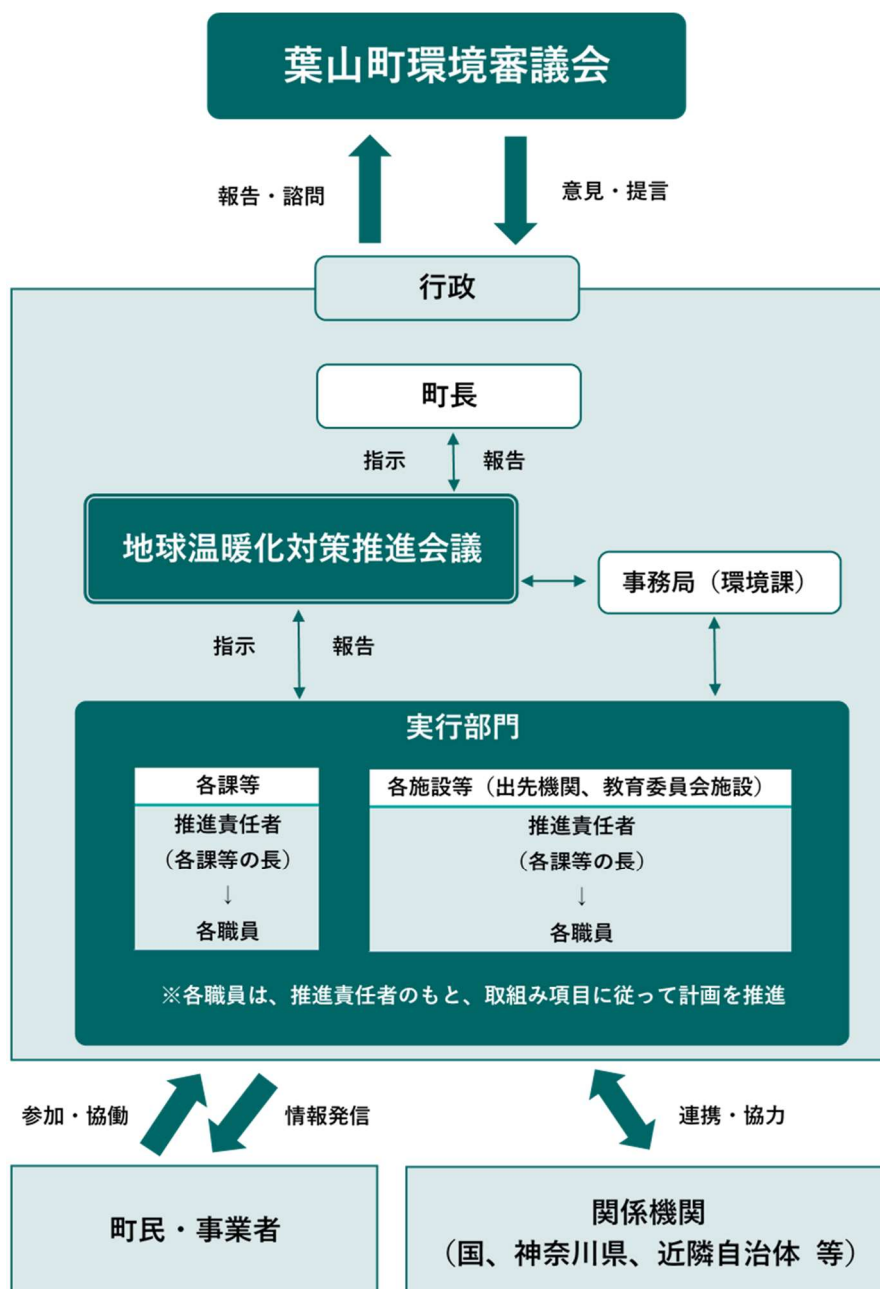 葉山町環境審議会
報告・諮問
意見・提言
行政
町長
指示
報告
地球温暖化対策推進会議
事務局（環境課）
指示
報告
実行部門
各課等
推進責任者
（各課等の長）
↓
各職員
各施設等（出先機関、教育委員会施設）
推進責任者
（各課等の長）
↓
各職員
※各職員は、推進責任者のもと、取組み項目に従って計画を推進
参加・協働
情報発信
連携・協力
町民・事業者
関係機関
（国、神奈川県、近隣自治体 等）